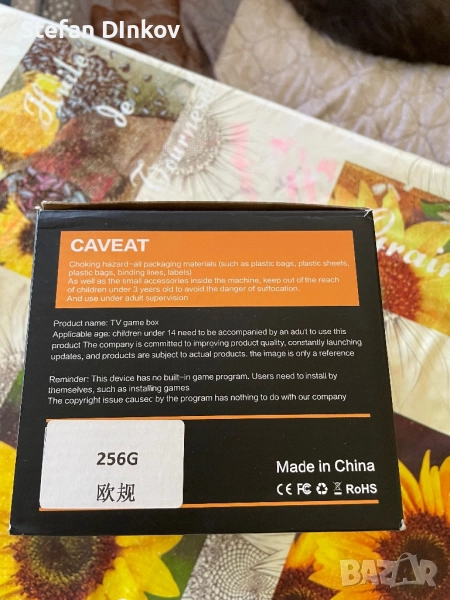 Stefan DInkov
Huile
de
Tournesol
CAVEAT
Choking hazard-all packaging materials (such as plastic bags, plastic sheets,
plastic bags, binding lines, labels)
As well as the small accessories inside the machine, keep out of the reach
of children under 3 years old to avoid the danger of suffocation.
And use under adult supervision
Product name: TV game box
Applicable age: children under 14 need to be accompanied by an adu1t to use this
product The company is committed to improving product quality, constantly launching
updates, and products are subject to actual products. the image is only a reference
Reminder: This device has no built-in game program. Users need to install by
themselves, such as installing games
The copyright issue caused by the program has nothing to do with our company
256G
欧规
Made in China
CE FC RoHS
BAZAR